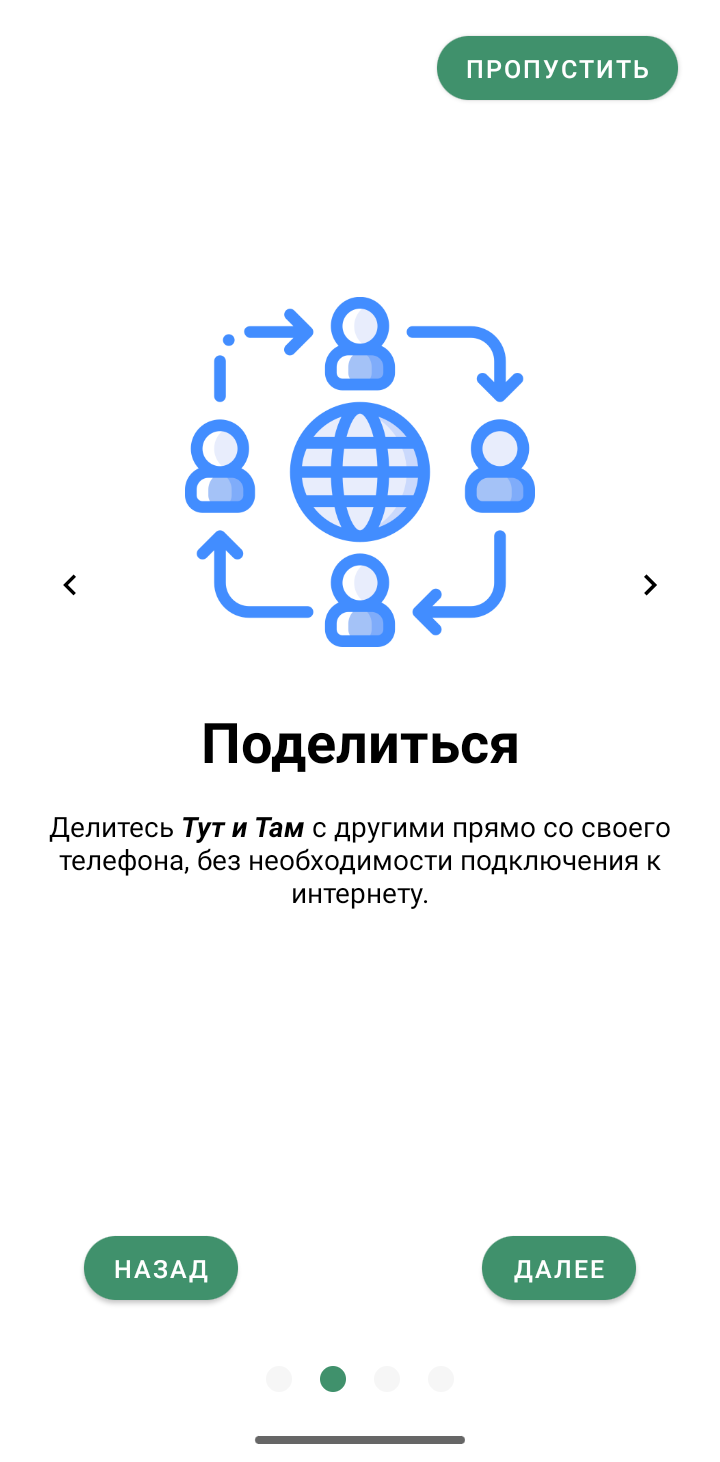 ПРОПУСТИТЬ
Поделиться
Делитесь Тут и Там с другими прямо со своего
телефона, без необходимости подключения к
интернету.
НАЗАД
ДАЛЕЕ